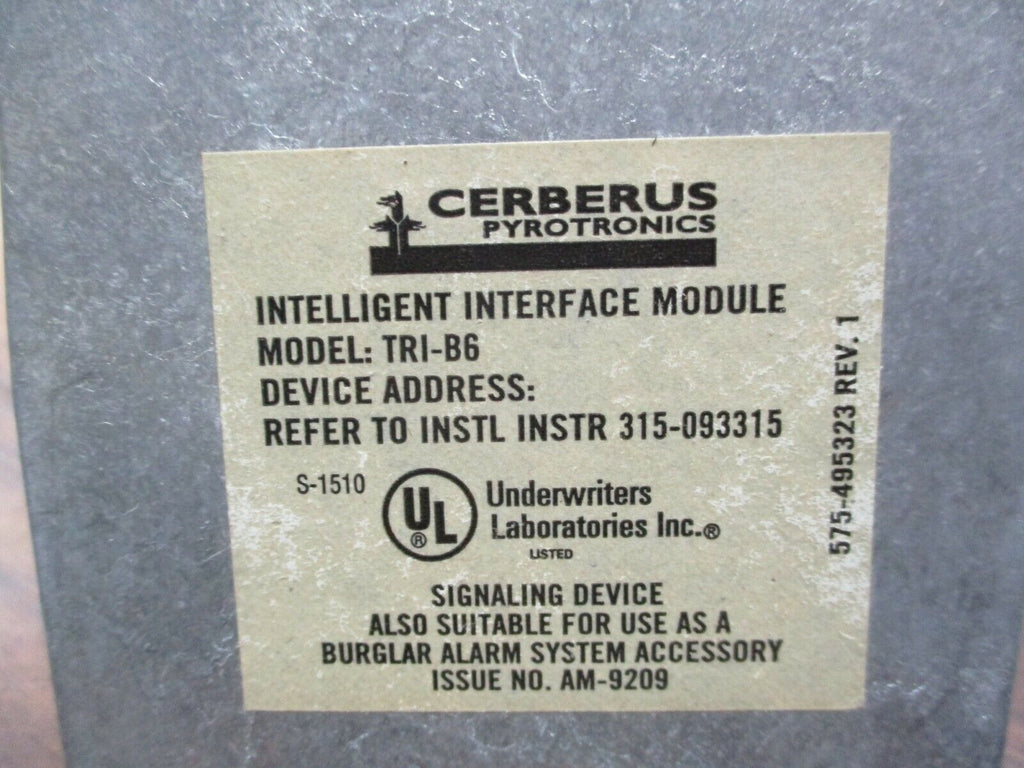 CERBERUS
PYROTRONICS
INTELLIGENT INTERFACE MODULE
MODEL: TRI-B6
DEVICE ADDRESS:
REFER TO INSTL INSTR 315-093315
S-1510
UL ®
Underwriters
Laboratories Inc.®
LISTED
SIGNALING DEVICE
ALSO SUITABLE FOR USE AS A
BURGLAR ALARM SYSTEM ACCESSORY
ISSUE NO. AM-9209
575-495323 REV. 1